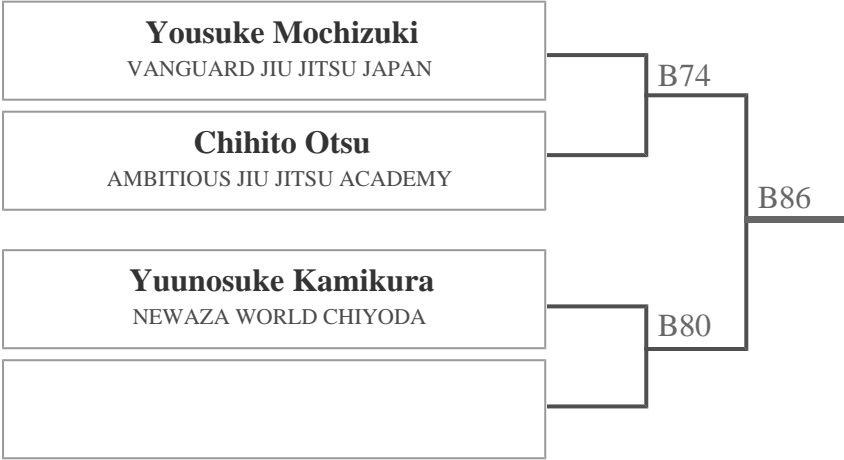 Yousuke Mochizuki
VANGUARD JIU JITSU JAPAN
B74
Chihito Otsu
AMBITIOUS JIU JITSU ACADEMY
B86
Yuunosuke Kamikura
NEWAZA WORLD CHIYODA
B80